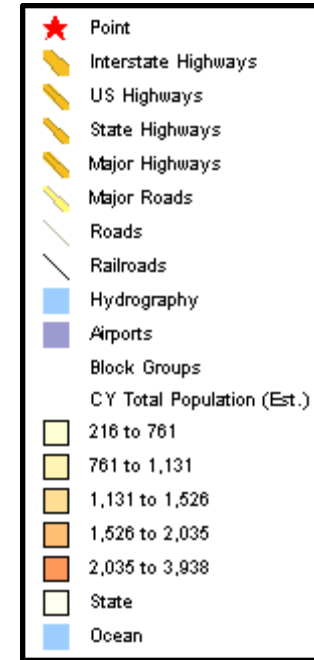 Point
Interstate Highways
US Highways
State Highways
Major Highways
Major Roads
Roads
Railroads
Hydrography
Airports
Block Groups
CY Total Population (Est.)
216 to 761
761 to 1,131
1,131 to 1,526
1,526 to 2,035
2,035 to 3,938
State
Ocean